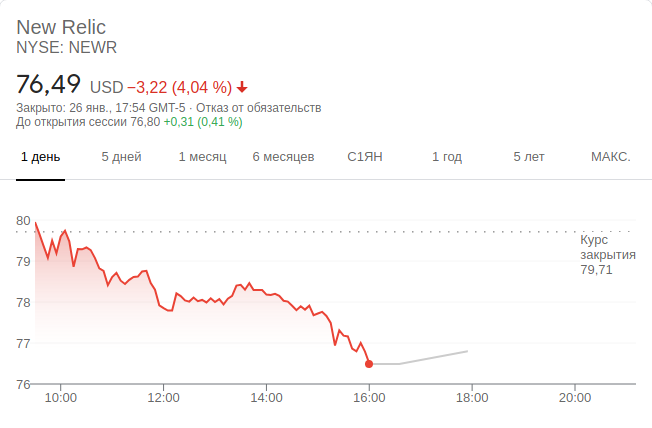 New Relic
NYSE: NEWR
76,49 USD −3,22 (4,04 %)
Закрыто: 26 янв., 17:54 GMT-5 · Отказ от обязательств
До открытия сессии 76,80 +0,31 (0,41 %)
1 день 5 дней 1 месяц 6 месяцев С1ЯН 1 год 5 лет МАКС.
80
Курс
закрытия
79,71
79
78
77
76
10:00 12:00 14:00 16:00 18:00 20:00